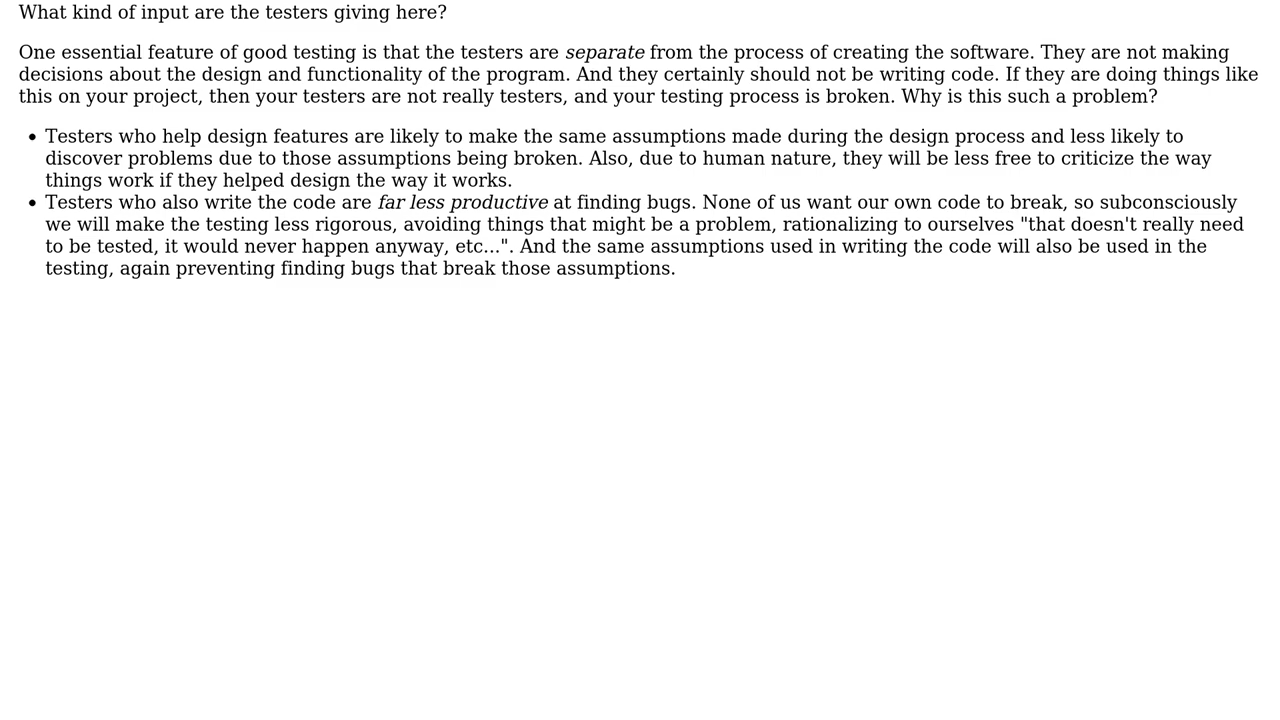 What kind of input are the testers giving here?
One essential feature of good testing is that the testers are separate from the process of creating the software. They are not making
decisions about the design and functionality of the program. And they certainly should not be writing code. If they are doing things like
this on your project, then your testers are not really testers, and your testing process is broken. Why is this such a problem?
• Testers who help design features are likely to make the same assumptions made during the design process and less likely to
discover problems due to those assumptions being broken. Also, due to human nature, they will be less free to criticize the way
things work if they helped design the way it works.
• Testers who also write the code are far less productive at finding bugs. None of us want our own code to break, so subconsciously
we will make the testing less rigorous, avoiding things that might be a problem, rationalizing to ourselves "that doesn't really need
to be tested, it would never happen anyway, etc...". And the same assumptions used in writing the code will also be used in the
testing, again preventing finding bugs that break those assumptions.